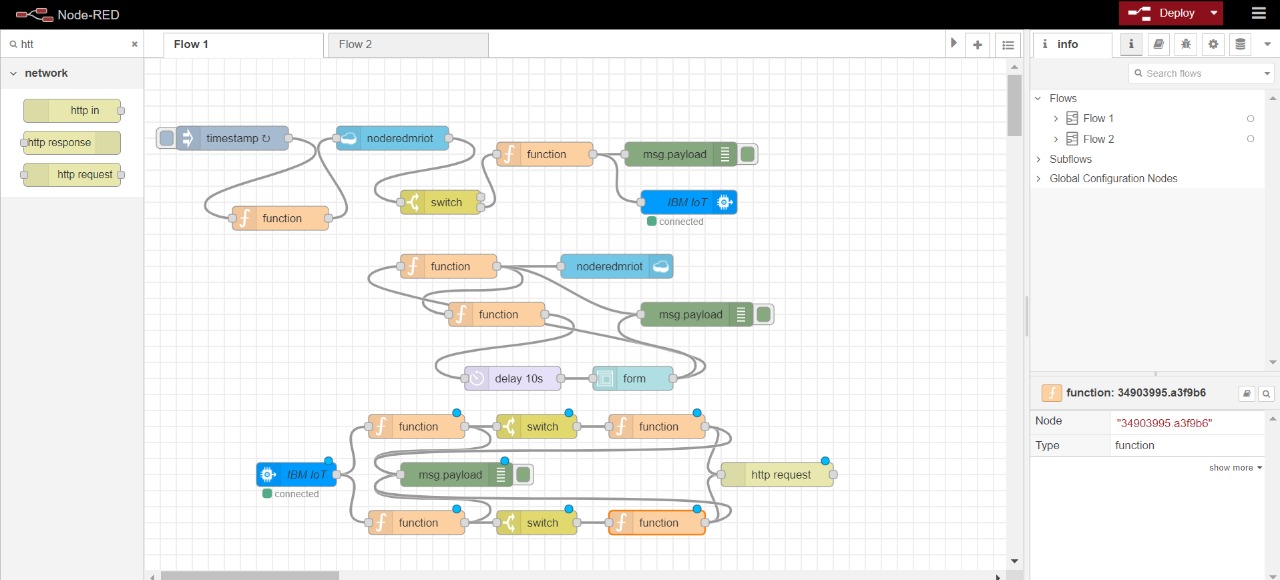 Node-RED
Deploy
htt
Flow 1
Flow 2
info
network
Search flows
http in
http response
http request
Flows
Flow 1
Flow 2
Subflows
Global Configuration Nodes
timestamp ↻
noderedmriot
function
msg.payload
switch
IBM IoT
connected
function
function
noderedmriot
function
msg.payload
delay 10s
form
function
switch
function
IBM IoT
connected
msg.payload
http request
function
switch
function
function: 34903995.a3f9b6
Node
"34903995.a3f9b6"
Type
function
show more